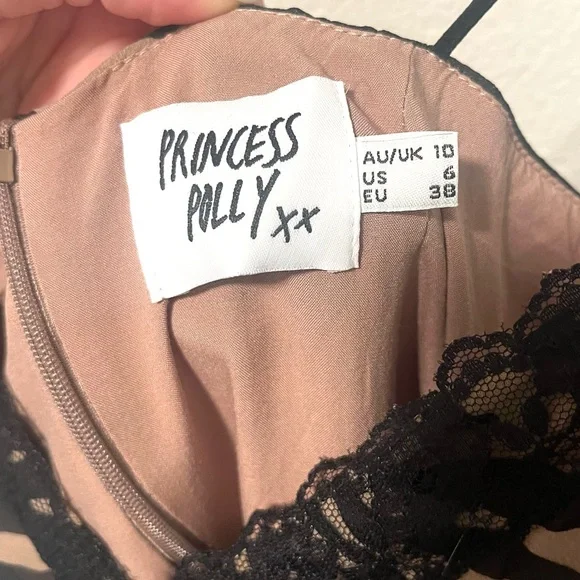 PRINCESS
POLLY xx
AU/UK 10
US 6
EU 38